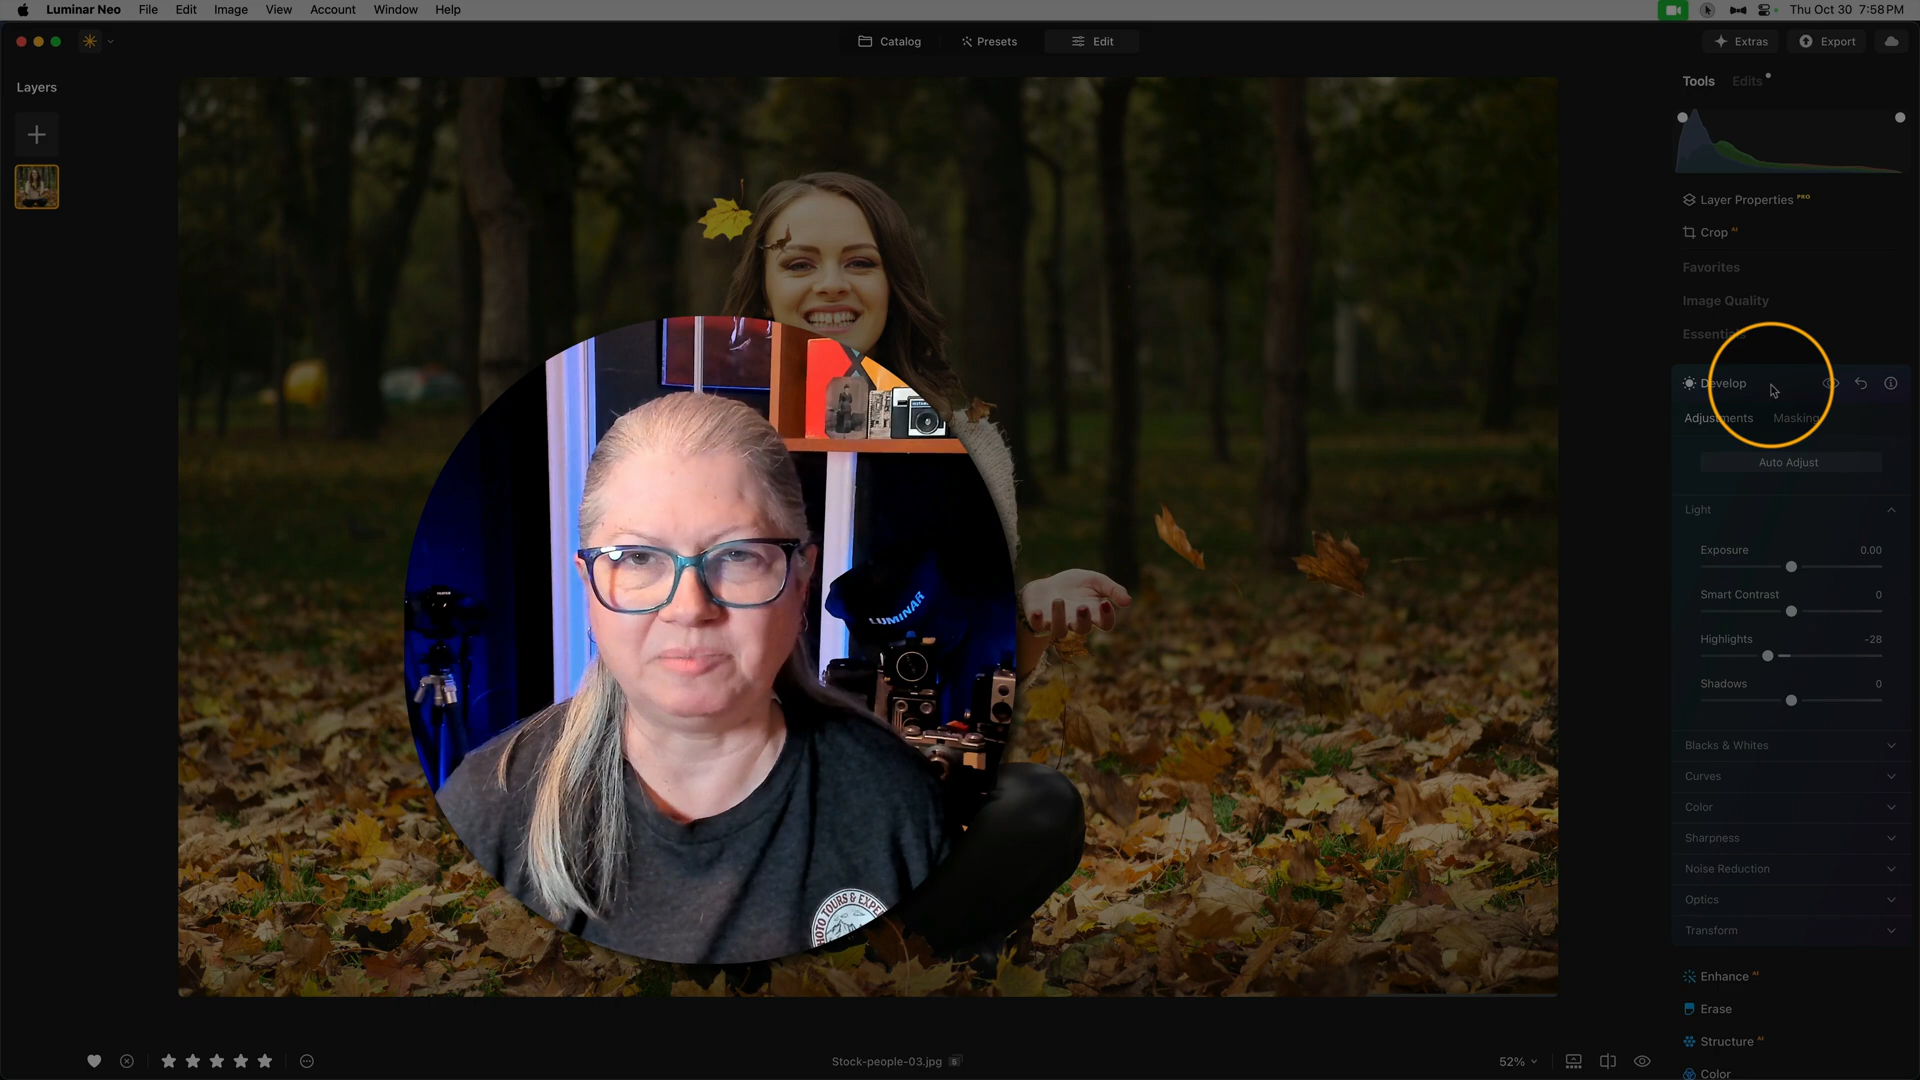 Luminar Neo File Edit Image View Account Window Help
Thu Oct 30 7:58 PM
Catalog
Presets
Edit
Extras
Export
Layers
Tools Edits
Layer Properties PRO
Crop AI
Favorites
Image Quality
Essentials
Develop
Adjustments Masking
Auto Adjust
Light
Exposure 0.00
Smart Contrast 0
Highlights -28
Shadows 0
Blacks & Whites
Curves
Color
Sharpness
Noise Reduction
Optics
Transform
Enhance AI
Erase
Structure AI
Color
LUMINAR
PHOTO TOURS &
Stock-people-03.jpg
52%